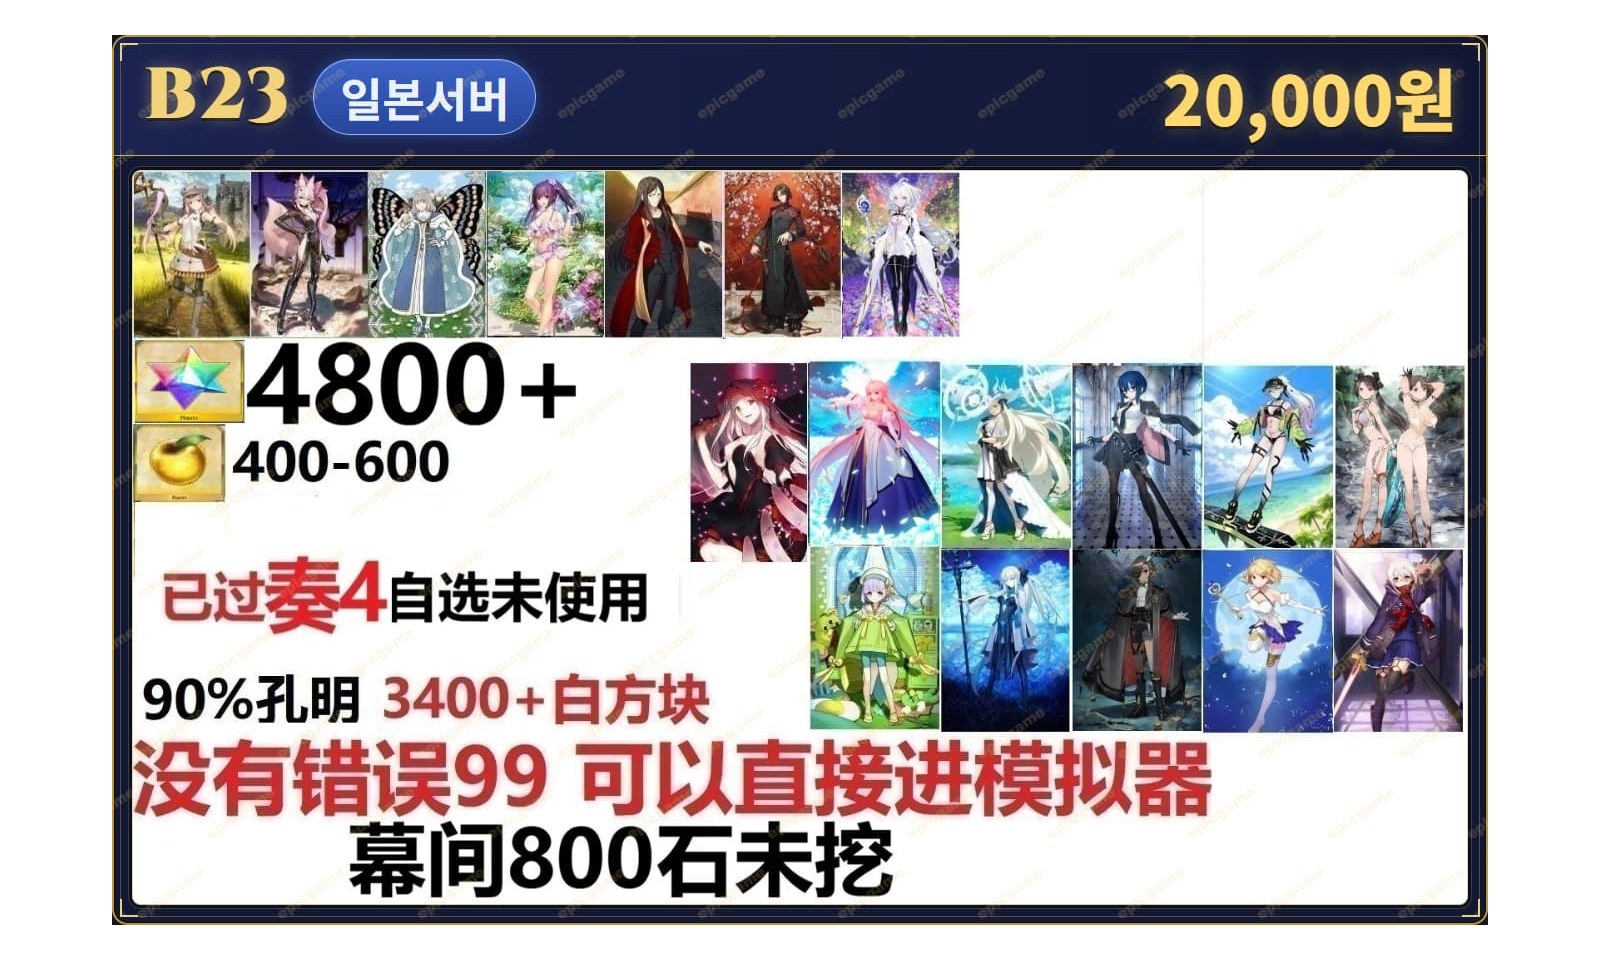 B23 일본서버 20,000원
4800+
400-600
已过奏4自选未使用
90%孔明 3400+白方块
没有错误99 可以直接进模拟器
幕间800石未挖
epicgame